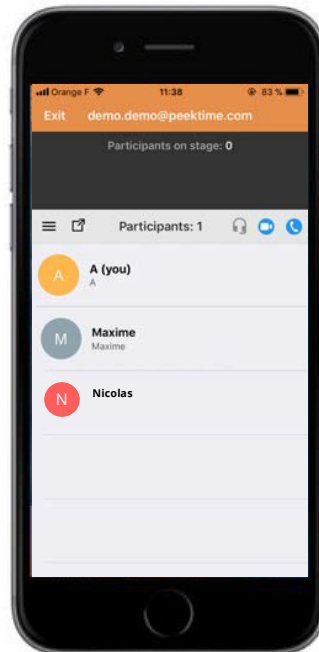 Orange F 11:38 83 %
Exit demo.demo@peektime.com
Participants on stage: 0
Participants: 1
A
A (you)
A
M
Maxime
Maxime
N
Nicolas